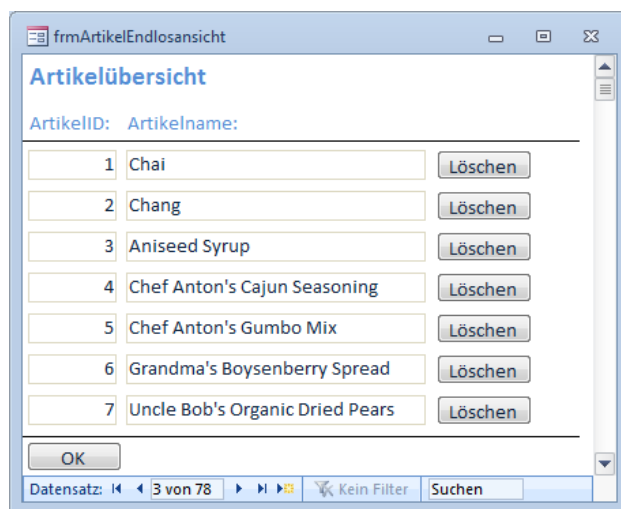 frmArtikelEndlosansicht
Artikelübersicht
ArtikelID: Artikelname:
1 Chai Löschen
2 Chang Löschen
3 Aniseed Syrup Löschen
4 Chef Anton's Cajun Seasoning Löschen
5 Chef Anton's Gumbo Mix Löschen
6 Grandma's Boysenberry Spread Löschen
7 Uncle Bob's Organic Dried Pears Löschen
OK
Datensatz: 3 von 78 Kein Filter Suchen